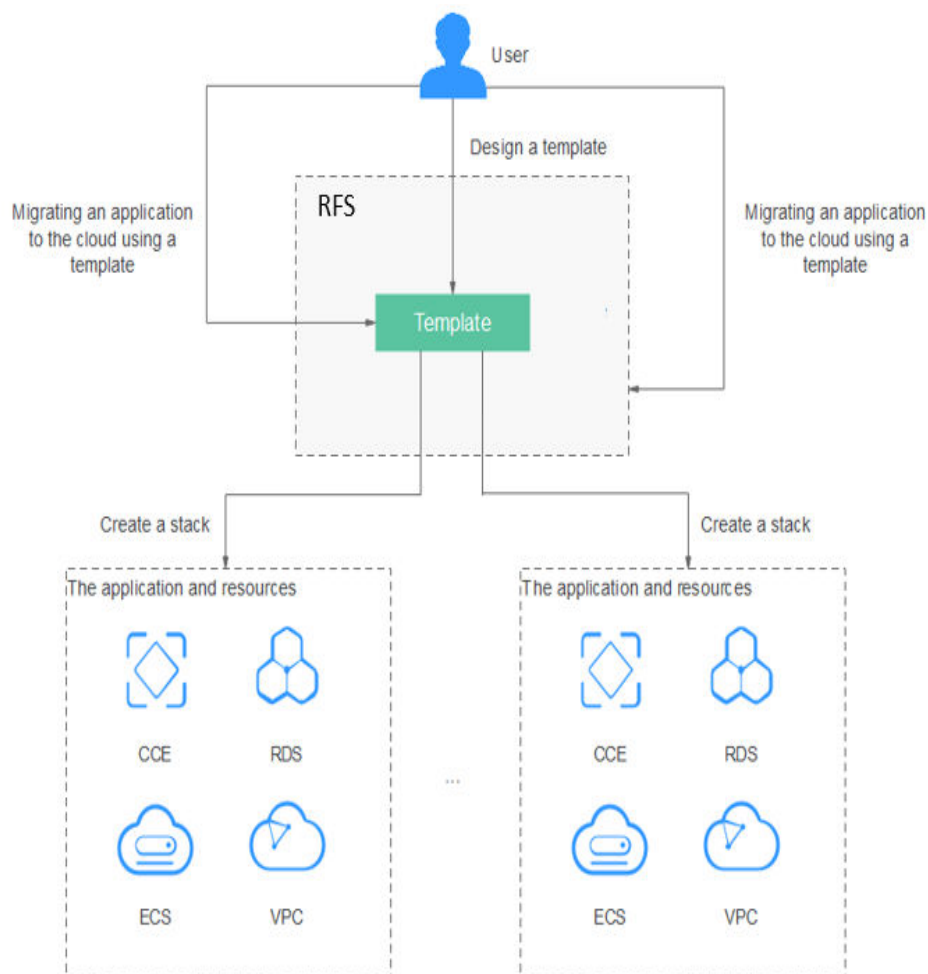 User
Design a template
RFS
Migrating an application
to the cloud using a
template
Migrating an application
to the cloud using a
template
Template
Create a stack
Create a stack
The application and resources
The application and resources
CCE
RDS
CCE
RDS
...
ECS
VPC
ECS
VPC